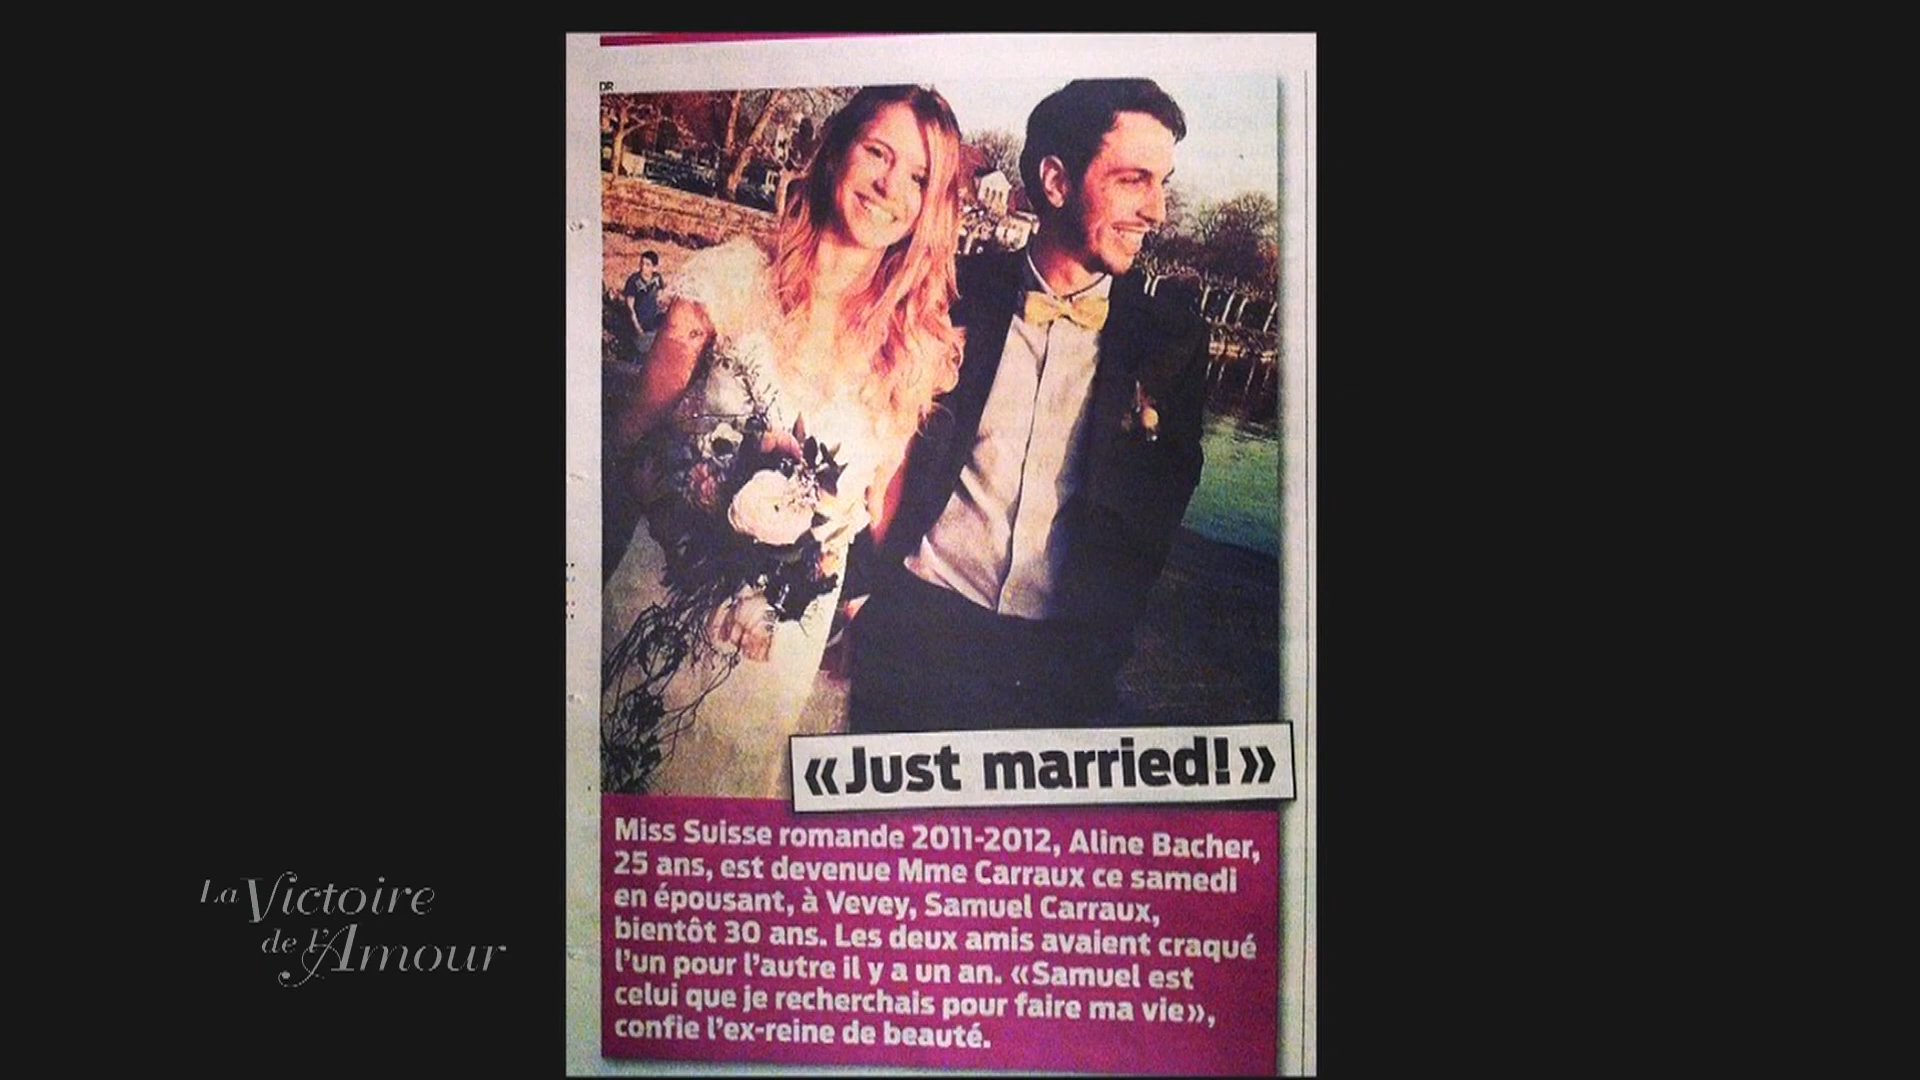 DR
«Just married!»
Miss Suisse romande 2011-2012, Aline Bacher,
25 ans, est devenue Mme Carraux ce samedi
en épousant, à Vevey, Samuel Carraux,
bientôt 30 ans. Les deux amis avaient craqué
l'un pour l'autre il y a un an. «Samuel est
celui que je recherchais pour faire ma vie»,
confie l'ex-reine de beauté.
La Victoire
de l'Amour